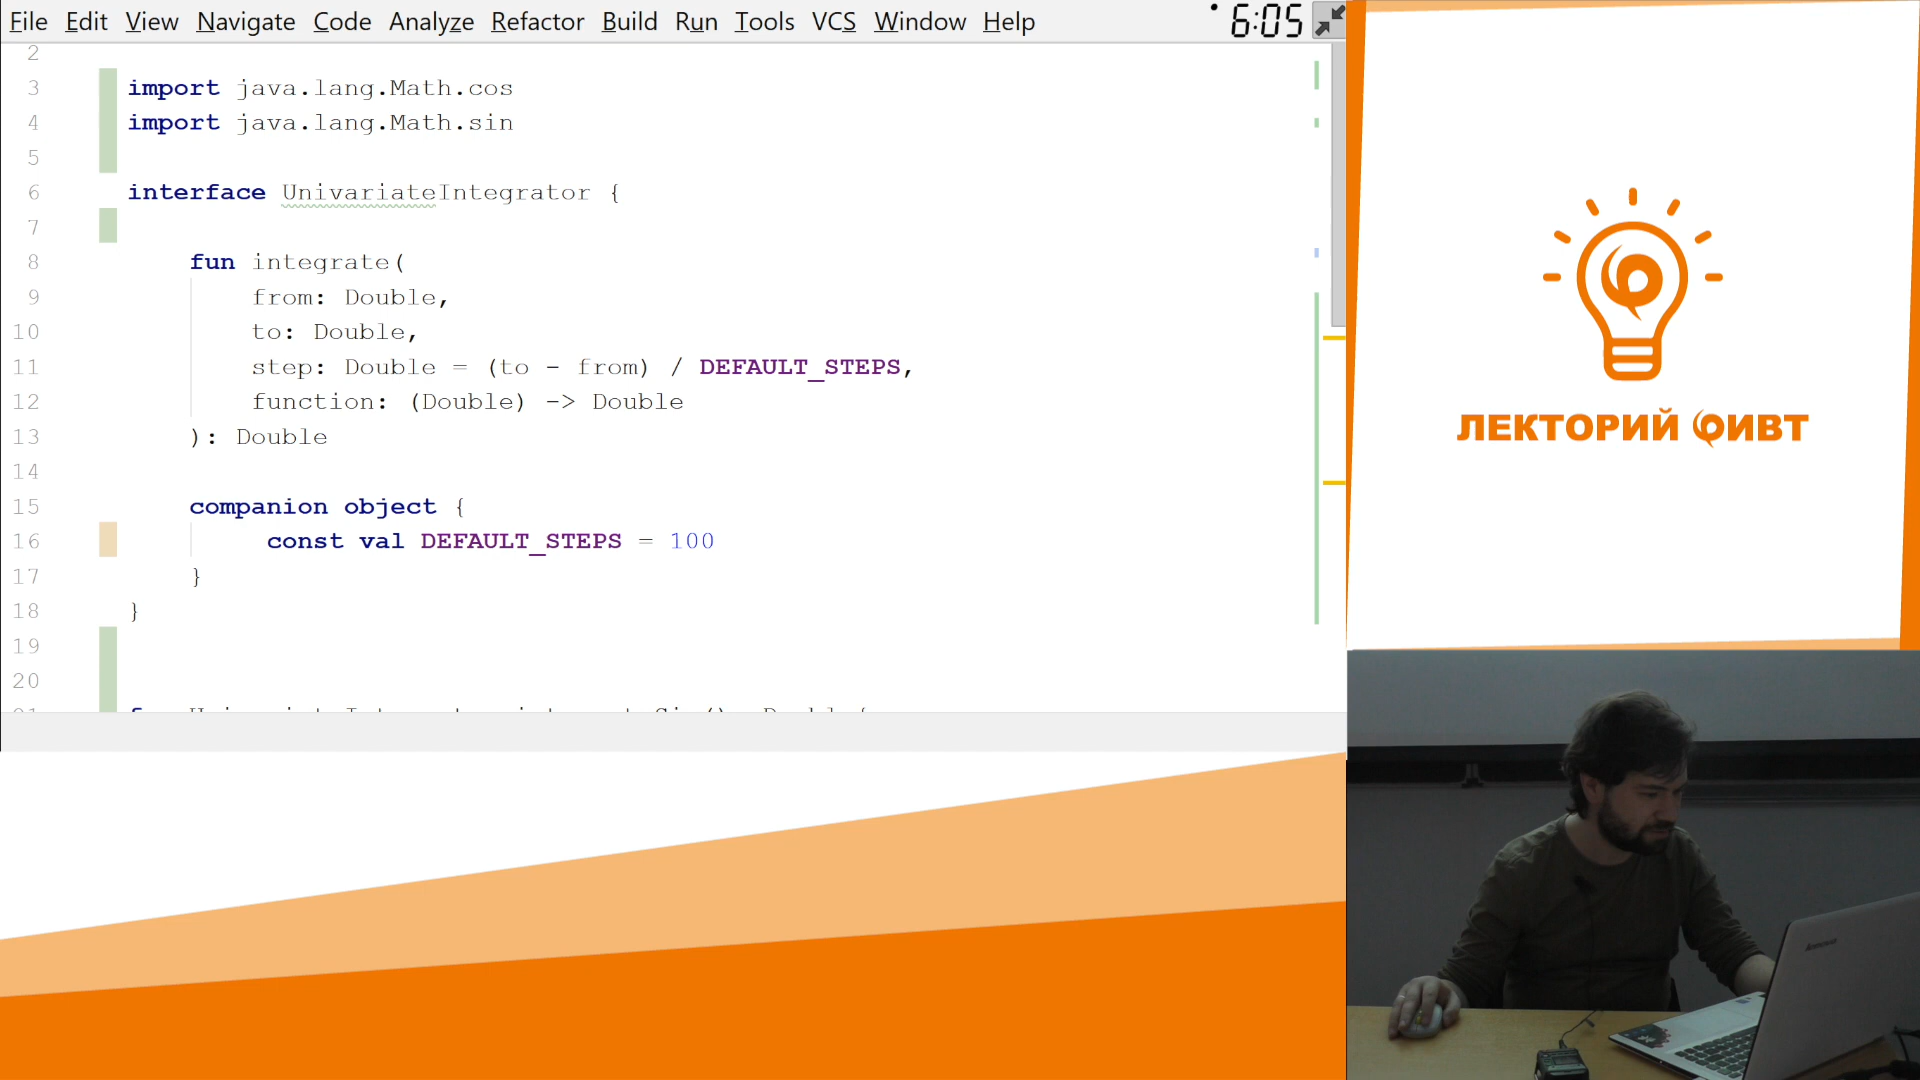 File Edit View Navigate Code Analyze Refactor Build Run Tools VCS Window Help
6:05
2
3 import java.lang.Math.cos
4 import java.lang.Math.sin
5
6 interface UnivariateIntegrator {
7
8 fun integrate(
9 from: Double,
10 to: Double,
11 step: Double = (to - from) / DEFAULT_STEPS,
12 function: (Double) -> Double
13 ): Double
14
15 companion object {
16 const val DEFAULT_STEPS = 100
17 }
18 }
19
20
ЛЕКТОРИЙ ФИВТ